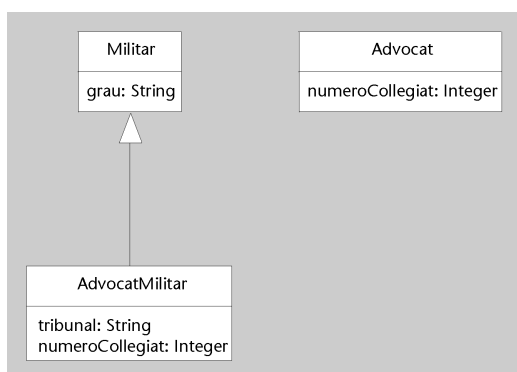 Militar
grau: String
Advocat
numeroCollegiat: Integer
AdvocatMilitar
tribunal: String
numeroCollegiat: Integer